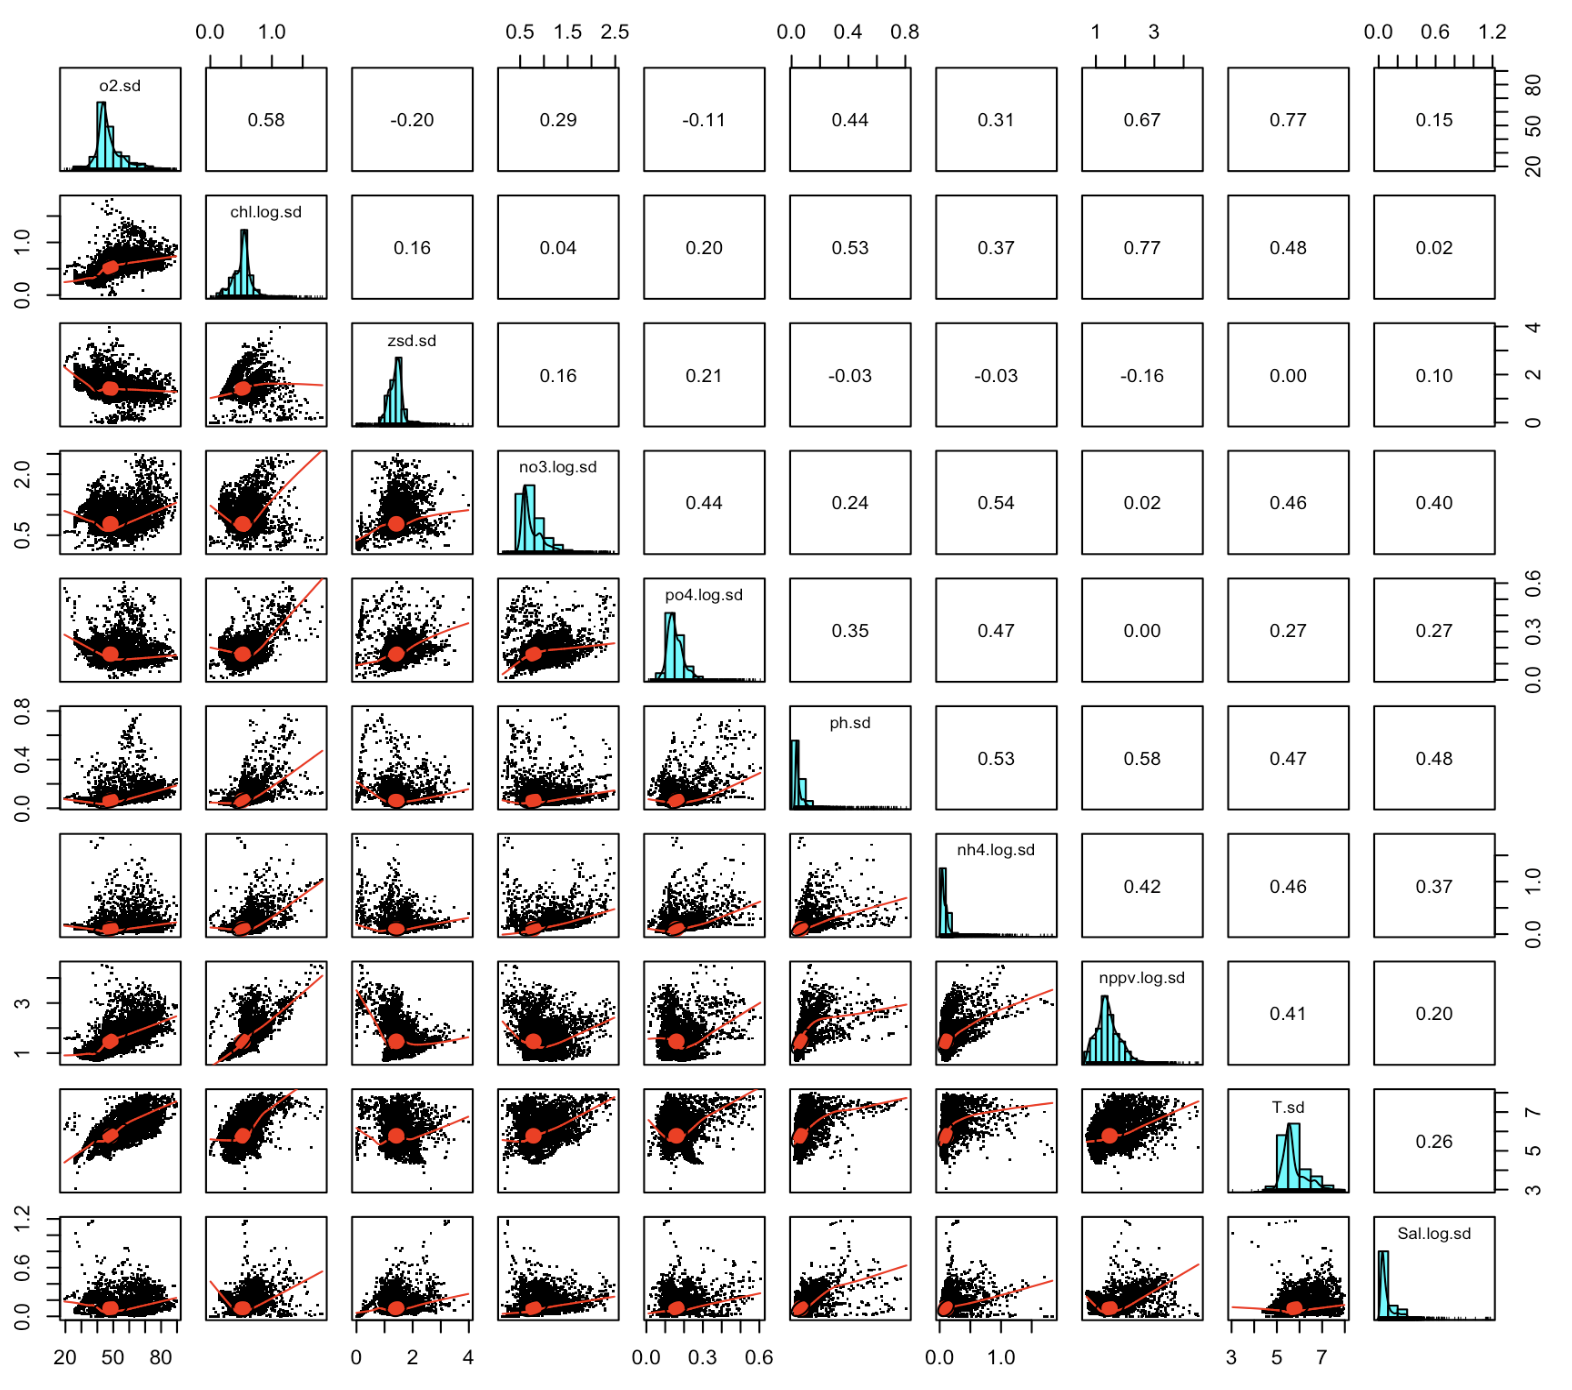 0.0 1.0 0.5 1.5 2.5 0.0 0.4 0.8 1 3 0.0 0.6 1.2
o2.sd 0.58 -0.20 0.29 -0.11 0.44 0.31 0.67 0.77 0.15 20 50 80
0.0 1.0 chl.log.sd 0.16 0.04 0.20 0.53 0.37 0.77 0.48 0.02
zsd.sd 0.16 0.21 -0.03 -0.03 -0.16 0.00 0.10 0 2 4
0.5 2.0 no3.log.sd 0.44 0.24 0.54 0.02 0.46 0.40
po4.log.sd 0.35 0.47 0.00 0.27 0.27 0.0 0.3 0.6
0.0 0.4 0.8 ph.sd 0.53 0.58 0.47 0.48
nh4.log.sd 0.42 0.46 0.37 0.0 1.0
1 3 nppv.log.sd 0.41 0.20
T.sd 0.26 3 5 7
0.0 0.6 1.2 Sal.log.sd
20 50 80 0 2 4 0.0 0.3 0.6 0.0 1.0 3 5 7